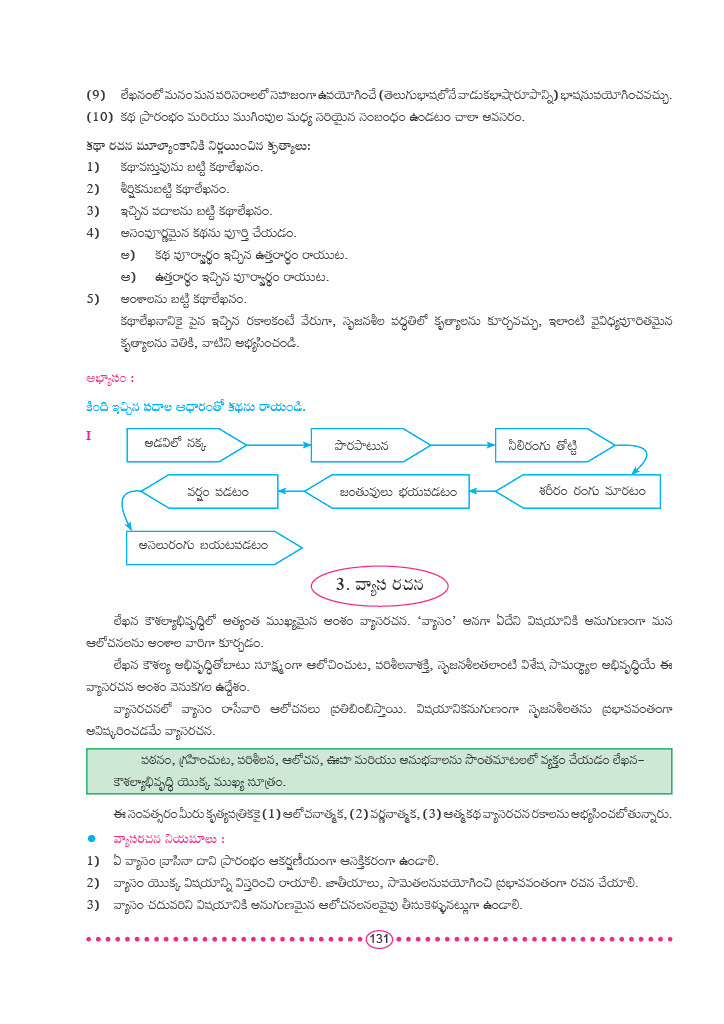 (9) లేఖనంలో మనం మన పరిసరాలలో సహజంగా ఉపయోగించే (తెలుగుభాషలోనే వాడుకభాషారూపాన్ని) భాషనుపయోగించవచ్చు.
(10) కథ ప్రారంభం మరియు ముగింపుల మధ్య సరియైన సంబంధం ఉండటం చాలా అవసరం.
కథా రచన మూల్యాంకానికి నిర్ణయించిన కృత్యాలు:
1) కథావస్తువును బట్టి కథాలేఖనం.
2) శీర్షికనుబట్టి కథాలేఖనం.
3) ఇచ్చిన పదాలను బట్టి కథాలేఖనం.
4) అసంపూర్ణమైన కథను పూర్తి చేయడం.
అ) కథ పూర్వార్థం ఇచ్చిన ఉత్తరార్థం రాయుట.
ఆ) ఉత్తరార్థం ఇచ్చిన పూర్వార్థం రాయుట.
5) అంశాలను బట్టి కథాలేఖనం.
కథాలేఖనానికై పైన ఇచ్చిన రకాలకంటే వేరుగా, సృజనశీల పద్ధతిలో కృత్యాలను కూర్చవచ్చు, ఇలాంటి వైవిధ్యపూరితమైన
కృత్యాలను వెతికి, వాటిని అభ్యసించండి.
అభ్యాసం :
కింది ఇచ్చిన పదాల ఆధారంతో కథను రాయండి.
I అడవిలో నక్క పొరపాటున నీలిరంగు తొట్టి
వర్షం పడటం జంతువులు భయపడటం శరీరం రంగు మారటం
అసలురంగు బయటపడటం
3. వ్యాస రచన
లేఖన కౌశల్యాభివృద్ధిలో అత్యంత ముఖ్యమైన అంశం వ్యాసరచన. ‘వ్యాసం’ అనగా ఏదేని విషయానికి అనుగుణంగా మన
ఆలోచనలను అంశాల వారిగా కూర్చడం.
లేఖన కౌశల్య అభివృద్ధితోబాటు సూక్ష్మంగా ఆలోచించుట, పరిశీలనాశక్తి, సృజనశీలతలాంటి విశేష సామర్థ్యాల అభివృద్ధియే ఈ
వ్యాసరచన అంశం వెనుకగల ఉద్దేశం.
వ్యాసరచనలో వ్యాసం రాసేవారి ఆలోచనలు ప్రతిబింబిస్తాయి. విషయానికనుగుణంగా సృజనశీలతను ప్రభావవంతంగా
అవిష్కరించడమే వ్యాసరచన.
పఠనం, గ్రహించుట, పరిశీలన, ఆలోచన, ఊహ మరియు అనుభవాలను సొంతమాటలలో వ్యక్తం చేయడం లేఖన–
కౌశల్యాభివృద్ధి యొక్క ముఖ్య సూత్రం.
ఈ సంవత్సరం మీరు కృత్యపత్రికకై (1) ఆలోచనాత్మక, (2) వర్ణనాత్మక, (3) ఆత్మకథ వ్యాసరచన రకాలను అభ్యసించబోతున్నారు.
● వ్యాసరచన నియమాలు :
1) ఏ వ్యాసం వ్రాసినా దాని ప్రారంభం ఆకర్షణీయంగా ఆసక్తికరంగా ఉండాలి.
2) వ్యాసం యొక్క విషయాన్ని విస్తరించి రాయాలి. జాతీయాలు, సామెతలనుపయోగించి ప్రభావవంతంగా రచన చేయాలి.
3) వ్యాసం చదువరిని విషయానికి అనుగుణమైన ఆలోచనలనలవైపు తీసుకెళ్ళునట్లుగా ఉండాలి.
131